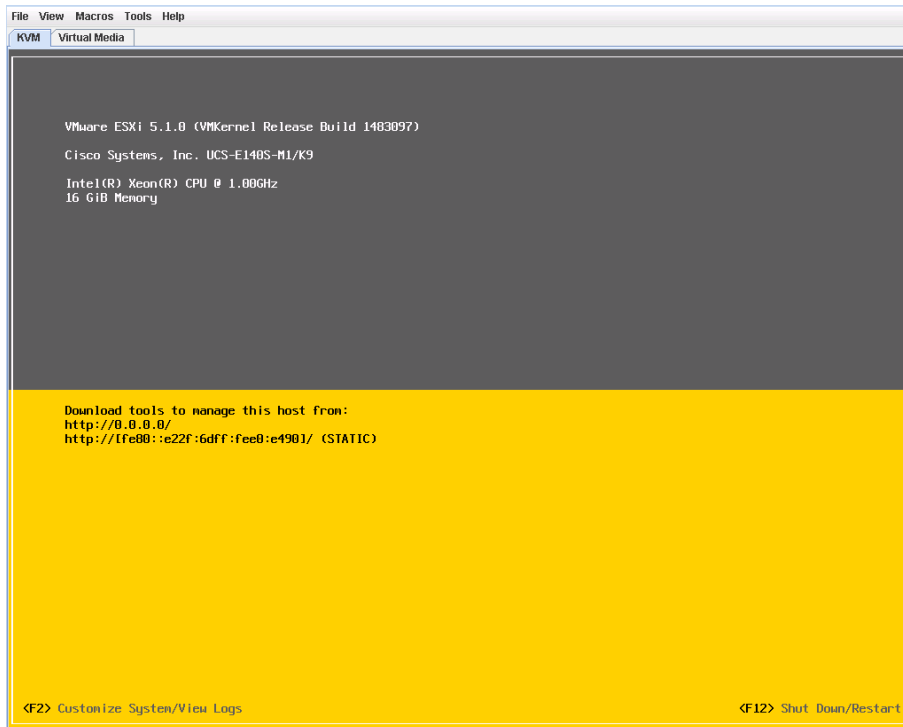 File View Macros Tools Help
KVM Virtual Media
VMware ESXi 5.1.0 (VMKernel Release Build 1483097)
Cisco Systems, Inc. UCS-E140S-M1/K9
Intel(R) Xeon(R) CPU @ 1.00GHz
16 GiB Memory
Download tools to manage this host from:
http://0.0.0.0/
http://[fe80::e22f:6dff:fee0:e490]/ (STATIC)
<F2> Customize System/View Logs <F12> Shut Down/Restart